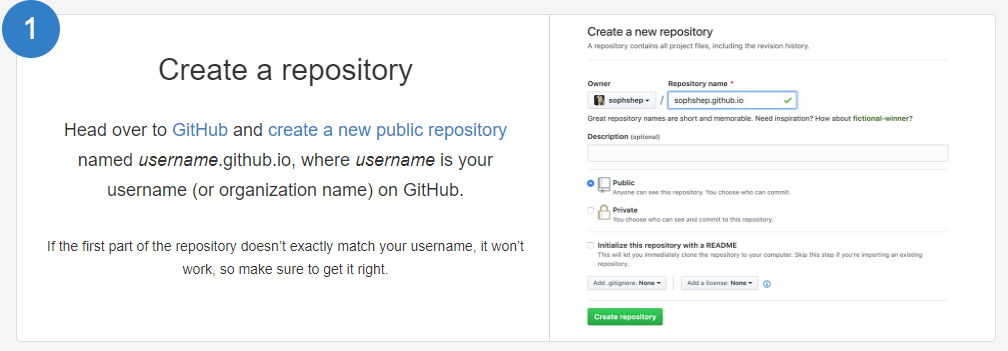 1
Create a repository
Head over to GitHub and create a new public repository
named username.github.io, where username is your
username (or organization name) on GitHub.
If the first part of the repository doesn’t exactly match your username, it won’t
work, so make sure to get it right.
Create a new repository
A repository contains all project files, including the revision history.
Owner
Repository name *
sophshep / sophshep.github.io
Great repository names are short and memorable. Need inspiration? How about fictional-winner?
Description (optional)
Public
Anyone can see this repository. You choose who can commit.
Private
You choose who can see and commit to this repository.
Initialize this repository with a README
This will let you immediately clone the repository to your computer. Skip this step if you're importing an existing
repository.
Add .gitignore: None
Add a license: None
Create repository